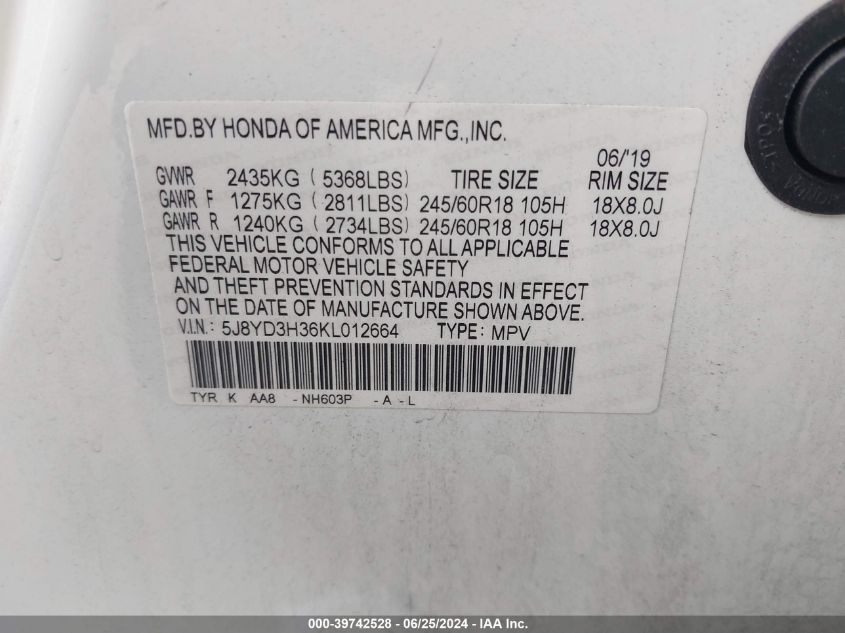 MFD.BY HONDA OF AMERICA MFG.,INC.
06/'19
GVWR 2435KG ( 5368LBS) TIRE SIZE RIM SIZE
GAWR F 1275KG ( 2811LBS) 245/60R18 105H 18X8.0J
GAWR R 1240KG ( 2734LBS) 245/60R18 105H 18X8.0J
THIS VEHICLE CONFORMS TO ALL APPLICABLE
FEDERAL MOTOR VEHICLE SAFETY
AND THEFT PREVENTION STANDARDS IN EFFECT
ON THE DATE OF MANUFACTURE SHOWN ABOVE.
V.I.N.: 5J8YD3H36KL012664 TYPE: MPV
TYR K AA8 -NH603P -A -L
000-39742528 - 06/25/2024 - IAA Inc.